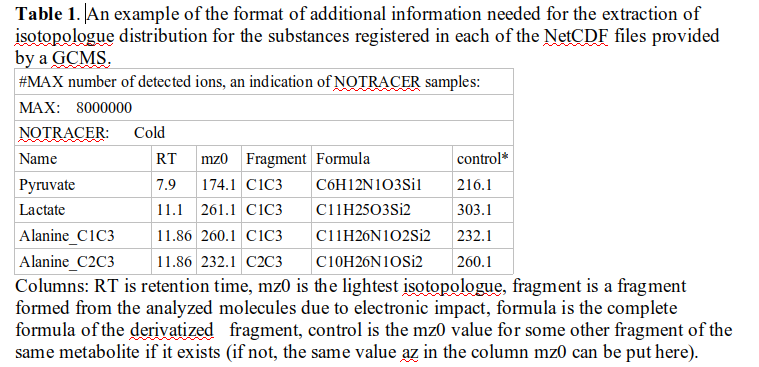 Table 1. An example of the format of additional information needed for the extraction of
isotopologue distribution for the substances registered in each of the NetCDF files provided
by a GCMS.
#MAX number of detected ions, an indication of NOTRACER samples:
MAX: 8000000
NOTRACER: Cold
Name RT mz0 Fragment Formula control*
Pyruvate 7.9 174.1 C1C3 C6H12N1O3Si1 216.1
Lactate 11.1 261.1 C1C3 C11H25O3Si2 303.1
Alanine_C1C3 11.86 260.1 C1C3 C11H26N1O2Si2 232.1
Alanine_C2C3 11.86 232.1 C2C3 C10H26N1OSi2 260.1
Columns: RT is retention time, mz0 is the lightest isotopologue, fragment is a fragment
formed from the analyzed molecules due to electronic impact, formula is the complete
formula of the derivatized fragment, control is the mz0 value for some other fragment of the
same metabolite if it exists (if not, the same value az in the column mz0 can be put here).